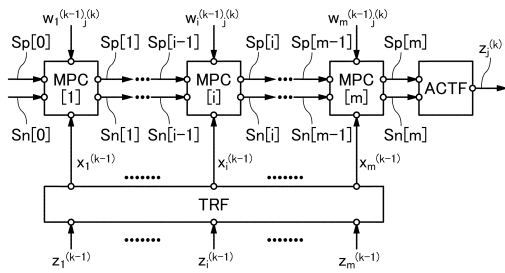 w₁⁽ᵏ⁻¹⁾ⱼ⁽ᵏ⁾ wᵢ⁽ᵏ⁻¹⁾ⱼ⁽ᵏ⁾ wₘ⁽ᵏ⁻¹⁾ⱼ⁽ᵏ⁾
Sp[0] Sp[1] Sp[i-1] Sp[i] Sp[m-1] Sp[m] zⱼ⁽ᵏ⁾
MPC [1] MPC [i] MPC [m] ACTF
Sn[0] Sn[1] Sn[i-1] Sn[i] Sn[m-1] Sn[m]
x₁⁽ᵏ⁻¹⁾ xᵢ⁽ᵏ⁻¹⁾ xₘ⁽ᵏ⁻¹⁾
TRF
z₁⁽ᵏ⁻¹⁾ zᵢ⁽ᵏ⁻¹⁾ zₘ⁽ᵏ⁻¹⁾